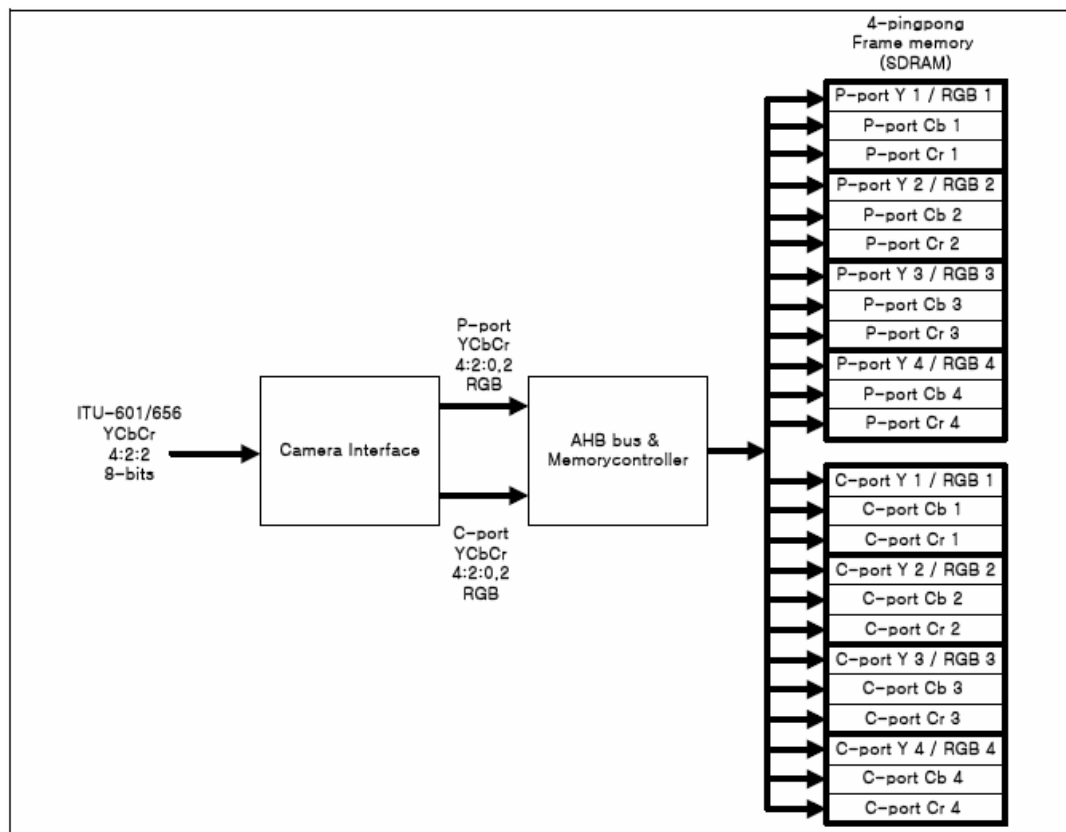 4-pingpong
Frame memory
(SDRAM)
P-port Y 1 / RGB 1
P-port Cb 1
P-port Cr 1
P-port Y 2 / RGB 2
P-port Cb 2
P-port Cr 2
P-port Y 3 / RGB 3
P-port Cb 3
P-port Cr 3
P-port Y 4 / RGB 4
P-port Cb 4
P-port Cr 4
P-port
YCbCr
4:2:0,2
RGB
ITU-601/656
YCbCr
4:2:2
8-bits
Camera Interface
AHB bus &
Memorycontroller
C-port
YCbCr
4:2:0,2
RGB
C-port Y 1 / RGB 1
C-port Cb 1
C-port Cr 1
C-port Y 2 / RGB 2
C-port Cb 2
C-port Cr 2
C-port Y 3 / RGB 3
C-port Cb 3
C-port Cr 3
C-port Y 4 / RGB 4
C-port Cb 4
C-port Cr 4